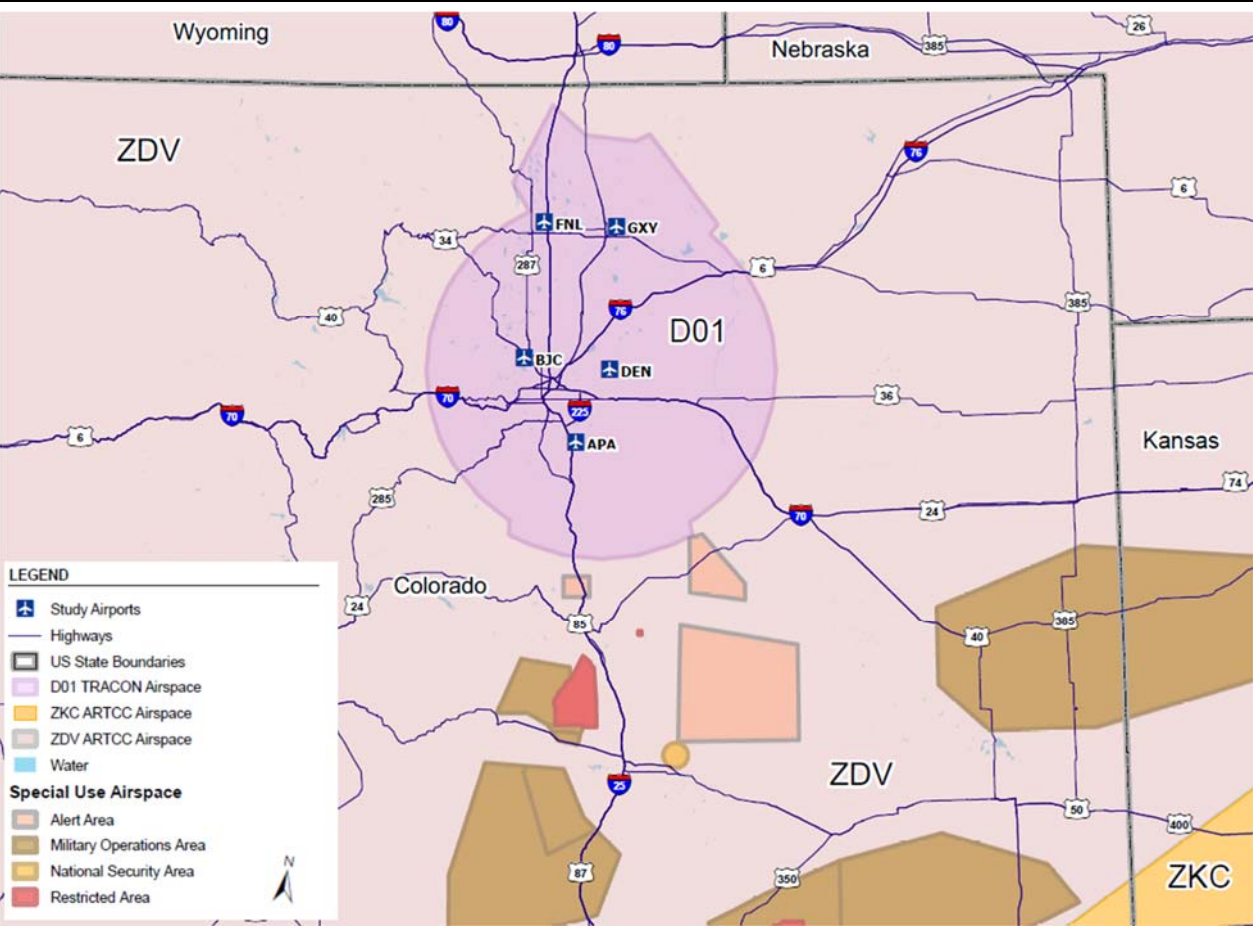 80
26
Wyoming
80
385
Nebraska
ZDV
76
6
FNL
GXY
34
287
6
385
40
76
D01
BJC
DEN
70
36
70
225
6
APA
Kansas
74
285
24
70
Colorado
24
85
385
40
LEGEND
Study Airports
Highways
US State Boundaries
D01 TRACON Airspace
ZKC ARTCC Airspace
ZDV ARTCC Airspace
Water
Special Use Airspace
Alert Area
Military Operations Area
National Security Area
Restricted Area
N
ZDV
25
50
400
87
350
ZKC